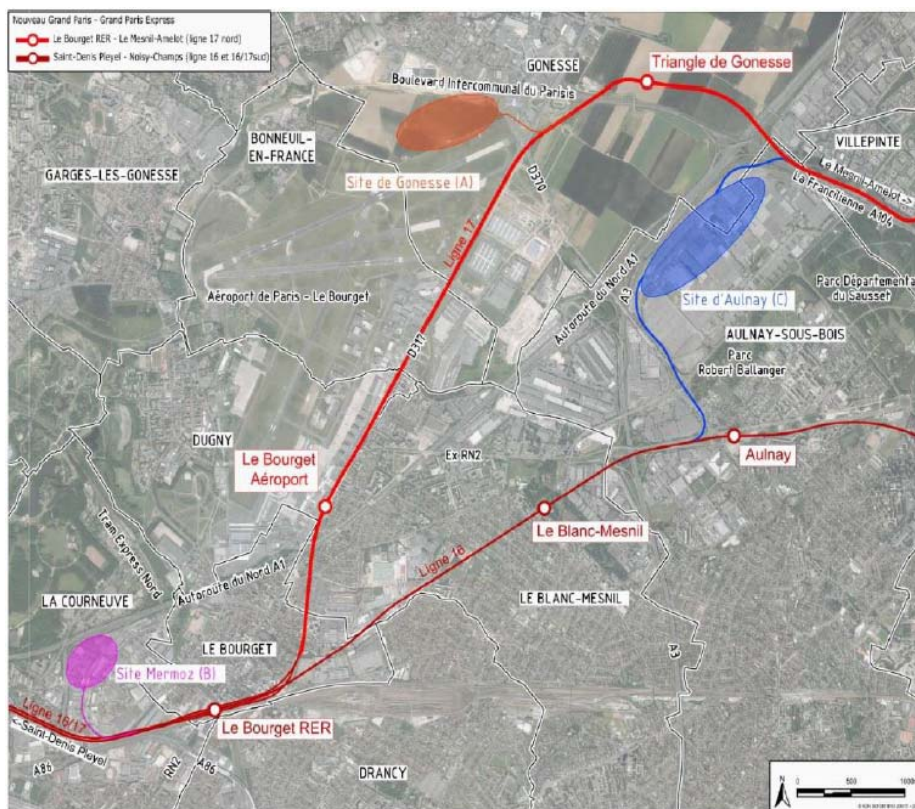 Nouveau Grand Paris - Grand Paris Express
Le Bourget RER - Le Mesnil-Amelot (ligne 17 nord)
Saint-Denis Pleyel - Noisy-Champs (ligne 16 et 16/17sud)
GONESSE
Triangle de Gonesse
Boulevard Intercommunal du Parisis
BONNEUIL-
EN-FRANCE
VILLEPINTE
GARGES-LES-GONESSE
Site de Gonesse (A)
D370
Le Mesnil-Amelot ->
La Francilienne A104
Ligne 17
Autoroute du Nord A1
A3
Site d'Aulnay (C)
Parc Départementa
du Sausset
Aéroport de Paris - Le Bourget
D317
AULNAY-SOUS-BOIS
Parc
Robert Ballanger
DUGNY
Le Bourget
Aéroport
Ex-RN2
Aulnay
Le Blanc-Mesnil
Tram Express Nord
Ligne 16
Autoroute du Nord A1
LA COURNEUVE
LE BLANC-MESNIL
LE BOURGET
A3
Site Mermoz (B)
Ligne 16/17
Le Bourget RER
<-Saint-Denis Pleyel
A86
RN2
A86
DRANCY
0 500 1000